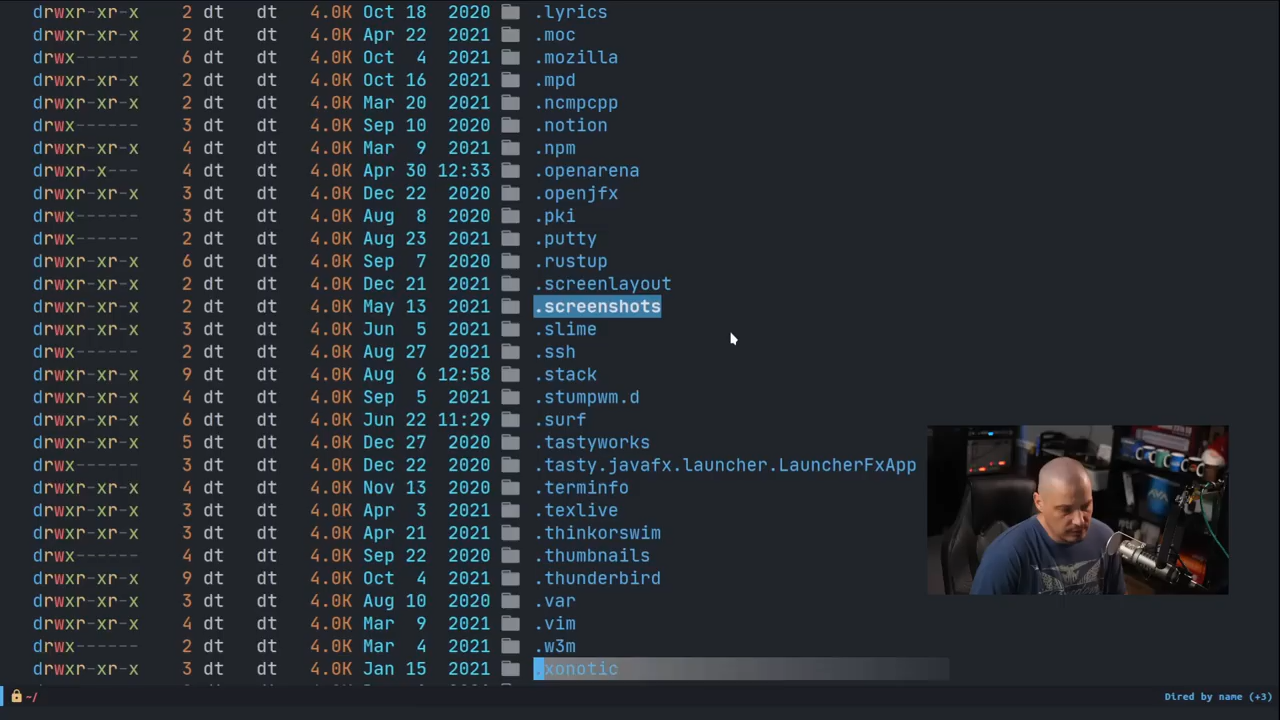 drwxr-xr-x 2 dt dt 4.0K Oct 18 2020 .lyrics
drwxr-xr-x 2 dt dt 4.0K Apr 22 2021 .moc
drwx------ 6 dt dt 4.0K Oct 4 2021 .mozilla
drwxr-xr-x 2 dt dt 4.0K Oct 16 2021 .mpd
drwxr-xr-x 2 dt dt 4.0K Mar 20 2021 .ncmpcpp
drwx------ 3 dt dt 4.0K Sep 10 2020 .notion
drwxr-xr-x 4 dt dt 4.0K Mar 9 2021 .npm
drwxr-x--- 4 dt dt 4.0K Apr 30 12:33 .openarena
drwxr-xr-x 3 dt dt 4.0K Dec 22 2020 .openjfx
drwx------ 3 dt dt 4.0K Aug 8 2020 .pki
drwx------ 2 dt dt 4.0K Aug 23 2021 .putty
drwxr-xr-x 6 dt dt 4.0K Sep 7 2020 .rustup
drwxr-xr-x 2 dt dt 4.0K Dec 21 2021 .screenlayout
drwxr-xr-x 2 dt dt 4.0K May 13 2021 .screenshots
drwxr-xr-x 3 dt dt 4.0K Jun 5 2021 .slime
drwx------ 2 dt dt 4.0K Aug 27 2021 .ssh
drwxr-xr-x 9 dt dt 4.0K Aug 6 12:58 .stack
drwxr-xr-x 4 dt dt 4.0K Sep 5 2021 .stumpwm.d
drwxr-xr-x 6 dt dt 4.0K Jun 22 11:29 .surf
drwxr-xr-x 5 dt dt 4.0K Dec 27 2020 .tastyworks
drwx------ 3 dt dt 4.0K Dec 22 2020 .tasty.javafx.launcher.LauncherFxApp
drwxr-xr-x 4 dt dt 4.0K Nov 13 2020 .terminfo
drwxr-xr-x 3 dt dt 4.0K Apr 3 2021 .texlive
drwxr-xr-x 3 dt dt 4.0K Apr 21 2021 .thinkorswim
drwx------ 4 dt dt 4.0K Sep 22 2020 .thumbnails
drwxr-xr-x 9 dt dt 4.0K Oct 4 2021 .thunderbird
drwxr-xr-x 3 dt dt 4.0K Aug 10 2020 .var
drwxr-xr-x 3 dt dt 4.0K Mar 9 2021 .vim
drwx------ 2 dt dt 4.0K Mar 4 2021 .w3m
drwxr-xr-x 3 dt dt 4.0K Jan 15 2021 .xonotic
~/ Dired by name (+3)